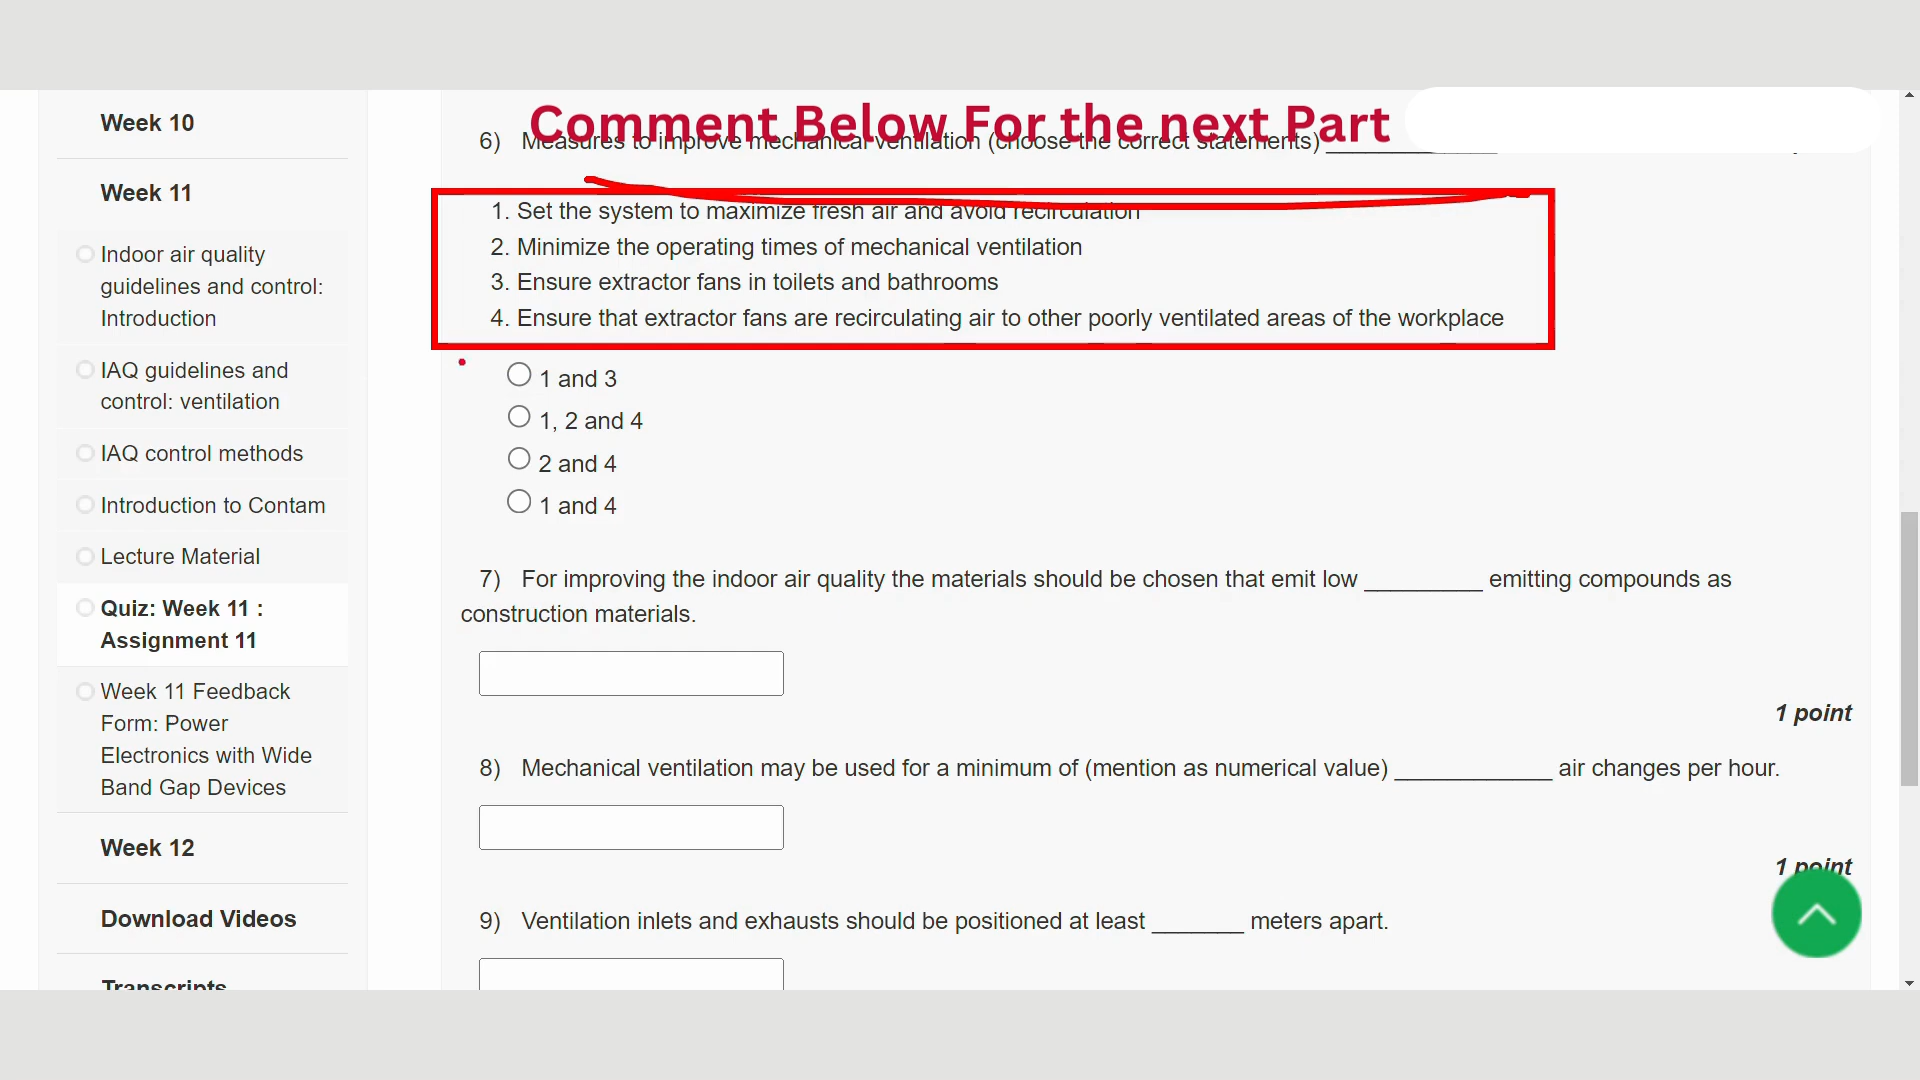 Week 10
Week 11
Indoor air quality
guidelines and control:
Introduction
IAQ guidelines and
control: ventilation
IAQ control methods
Introduction to Contam
Lecture Material
Quiz: Week 11 :
Assignment 11
Week 11 Feedback
Form: Power
Electronics with Wide
Band Gap Devices
Week 12
Download Videos
Transcripts
Comment Below For the next Part
6) Measures to improve mechanical ventilation (choose the correct statements) __________
1. Set the system to maximize fresh air and avoid recirculation
2. Minimize the operating times of mechanical ventilation
3. Ensure extractor fans in toilets and bathrooms
4. Ensure that extractor fans are recirculating air to other poorly ventilated areas of the workplace
1 and 3
1, 2 and 4
2 and 4
1 and 4
7) For improving the indoor air quality the materials should be chosen that emit low _________ emitting compounds as
construction materials.
1 point
8) Mechanical ventilation may be used for a minimum of (mention as numerical value) ____________ air changes per hour.
1 point
9) Ventilation inlets and exhausts should be positioned at least _______ meters apart.